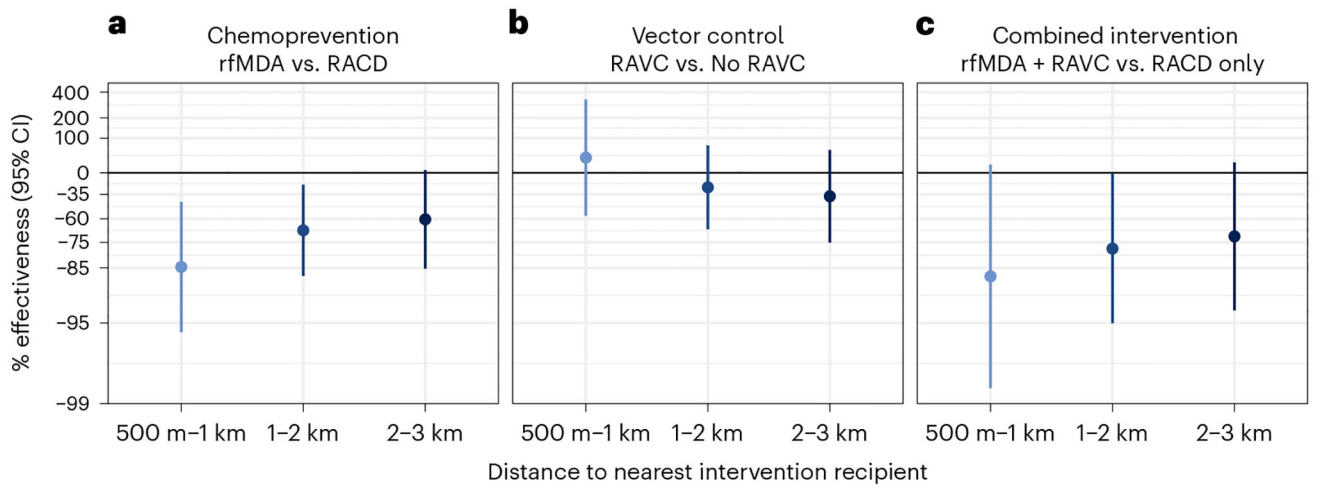 a
Chemoprevention
rfMDA vs. RACD
b
Vector control
RAVC vs. No RAVC
c
Combined intervention
rfMDA + RAVC vs. RACD only
% effectiveness (95% CI)
400
200
100
0
−35
−60
−75
−85
−95
−99
500 m–1 km 1–2 km 2–3 km
500 m–1 km 1–2 km 2–3 km
500 m–1 km 1–2 km 2–3 km
Distance to nearest intervention recipient